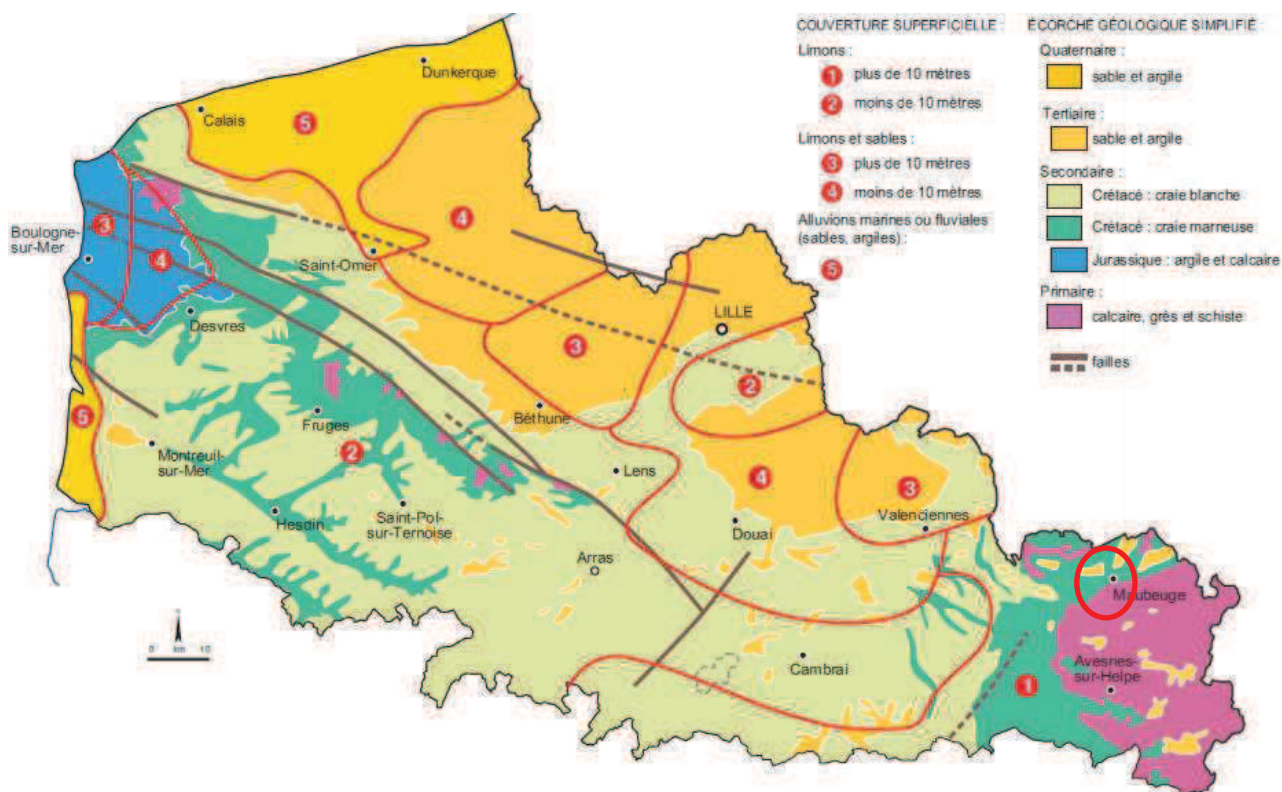 COUVERTURE SUPERFICIELLE :
Limons :
1 plus de 10 mètres
2 moins de 10 mètres
Limons et sables :
3 plus de 10 mètres
4 moins de 10 mètres
Alluvions marines ou fluviales
(sables, argiles) :
5
ÉCORCHÉ GÉOLOGIQUE SIMPLIFIÉ
Quaternaire :
sable et argile
Tertiaire :
sable et argile
Secondaire :
Crétacé : craie blanche
Crétacé : craie marneuse
Jurassique : argile et calcaire
Primaire :
calcaire, grès et schiste
failles
Dunkerque
Calais
5
4
3
Boulogne-
sur-Mer
4
Saint-Omer
Desvres
LILLE
3
2
5
Béthune
Fruges
Montreuil-
sur-Mer
2
Lens
4
3
Hesdin
Saint-Pol-
sur-Ternoise
Douai
Valenciennes
Arras
Maubeuge
Cambrai
Avesnes-
sur-Helpe
1
0 km 10